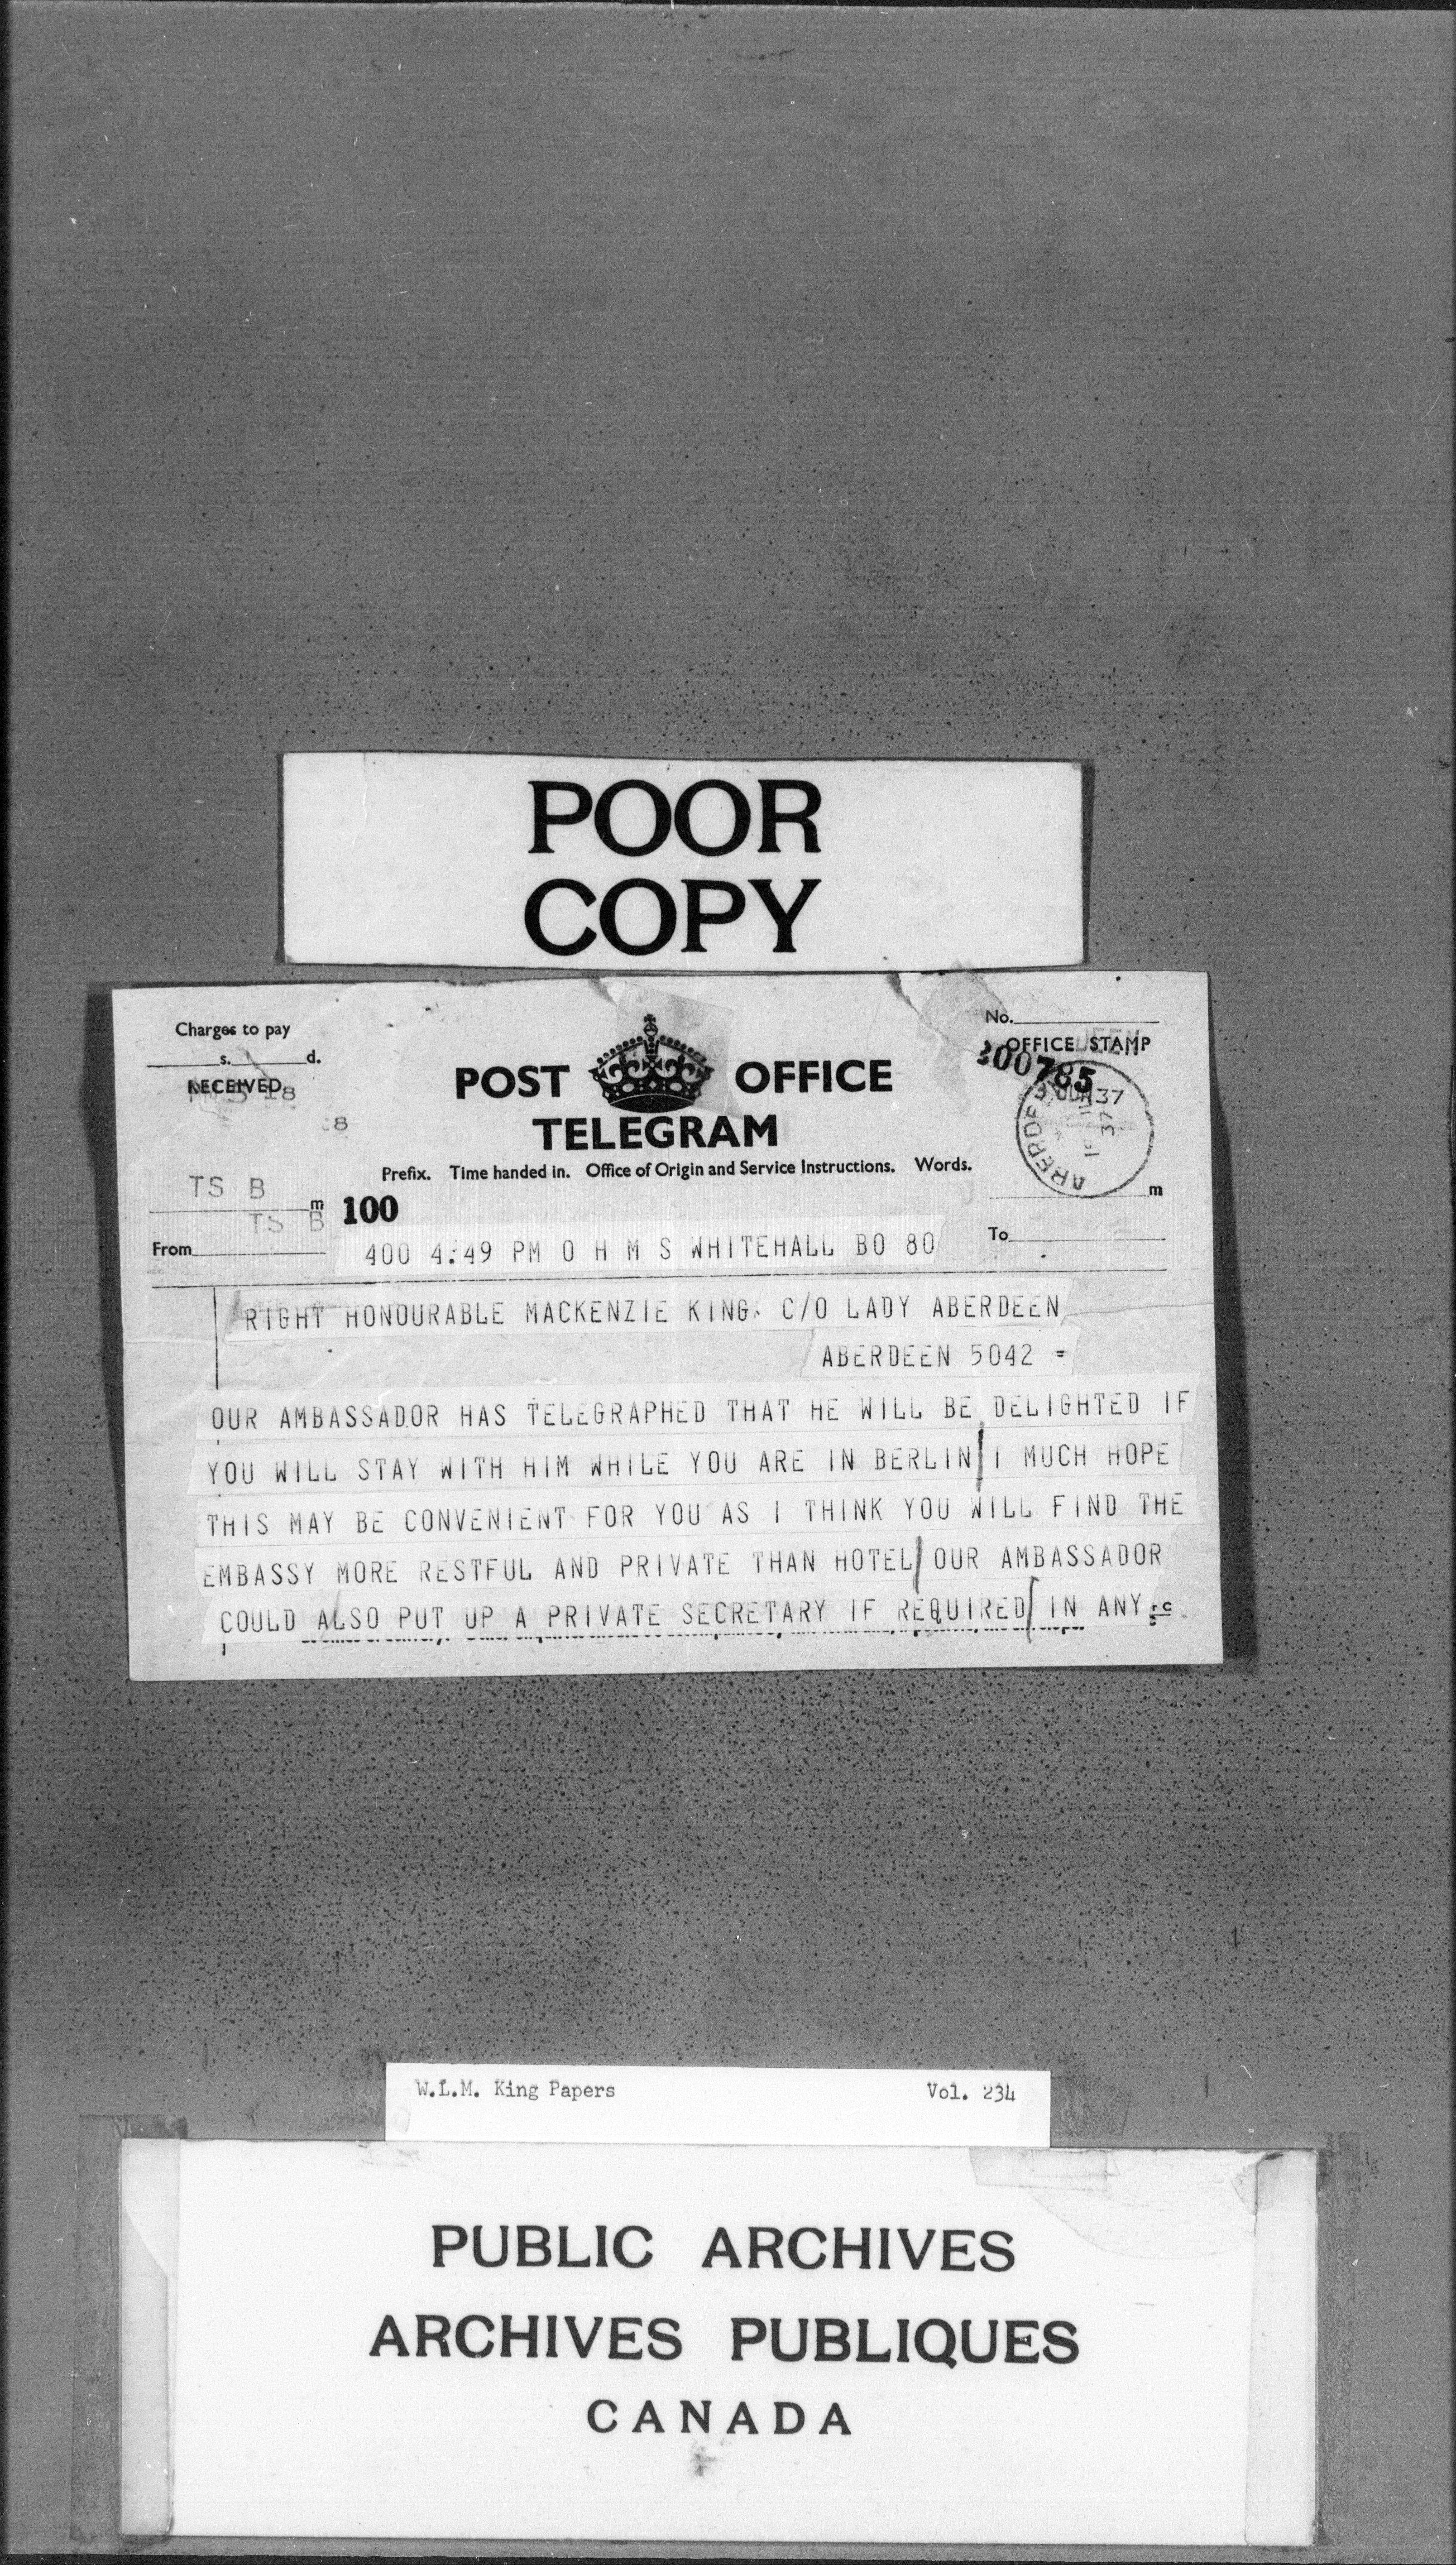 POOR
COPY
Charges to pay
s. d.
RECEIVED
No.
OFFICE STAMP
200785
POST OFFICE
TELEGRAM
Prefix. Time handed in. Office of Origin and Service Instructions. Words.
TS B
m
TS B
100
m
From
To
400 4.49 PM O H M S WHITEHALL BO 80
RIGHT HONOURABLE MACKENZIE KING C/O LADY ABERDEEN
ABERDEEN 5042 =
OUR AMBASSADOR HAS TELEGRAPHED THAT HE WILL BE DELIGHTED IF
YOU WILL STAY WITH HIM WHILE YOU ARE IN BERLIN I MUCH HOPE
THIS MAY BE CONVENIENT FOR YOU AS I THINK YOU WILL FIND THE
EMBASSY MORE RESTFUL AND PRIVATE THAN HOTEL OUR AMBASSADOR
COULD ALSO PUT UP A PRIVATE SECRETARY IF REQUIRED IN ANY
W.L.M. King Papers Vol. 234
PUBLIC ARCHIVES
ARCHIVES PUBLIQUES
CANADA